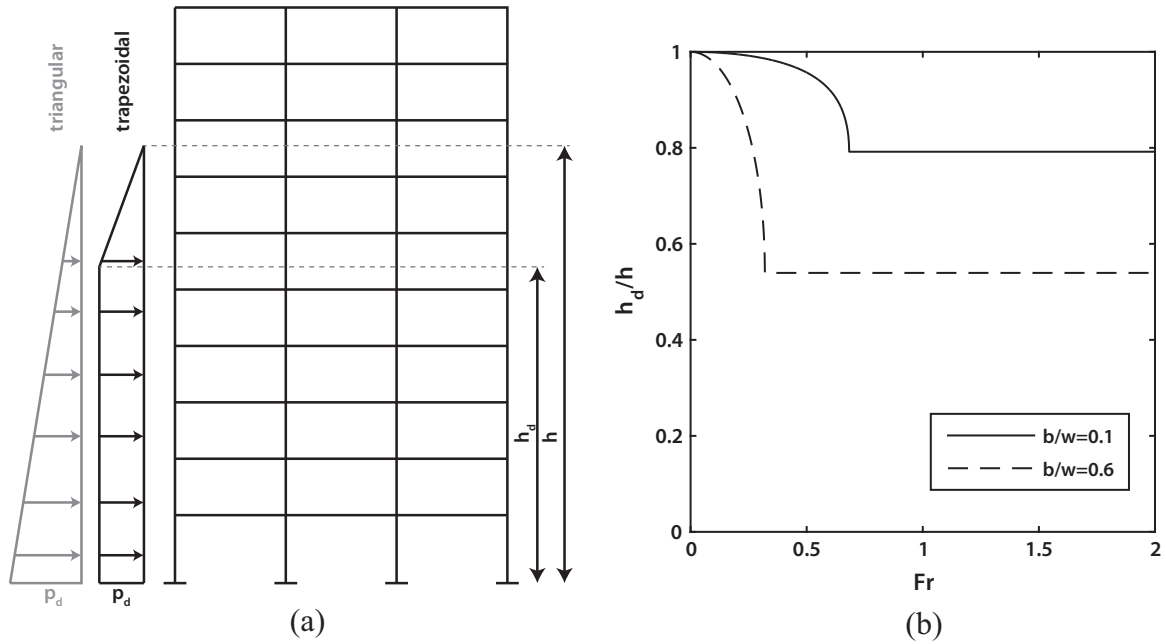 triangular
trapezoidal
h_d
h
p_d
p_d
(a)
h_d/h
1
0.8
0.6
0.4
0.2
0
0
0.5
1
1.5
2
Fr
b/w=0.1
b/w=0.6
(b)